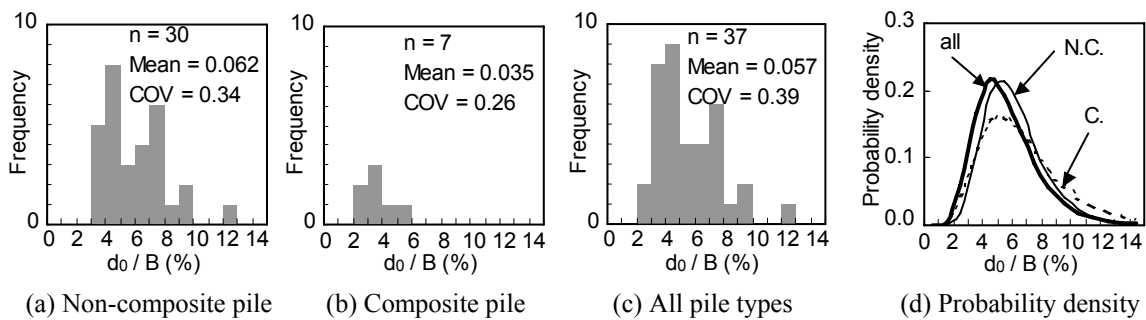 10
0
Frequency
n = 30
Mean = 0.062
COV = 0.34
0 2 4 6 8 10 12 14
d0 / B (%)
(a) Non-composite pile
10
0
Frequency
n = 7
Mean = 0.035
COV = 0.26
0 2 4 6 8 10 12 14
d0 / B (%)
(b) Composite pile
10
0
Frequency
n = 37
Mean = 0.057
COV = 0.39
0 2 4 6 8 10 12 14
d0 / B (%)
(c) All pile types
0.3
0.2
0.1
0.0
Probability density
all
N.C.
C.
0 2 4 6 8 10 12 14
d0 / B (%)
(d) Probability density